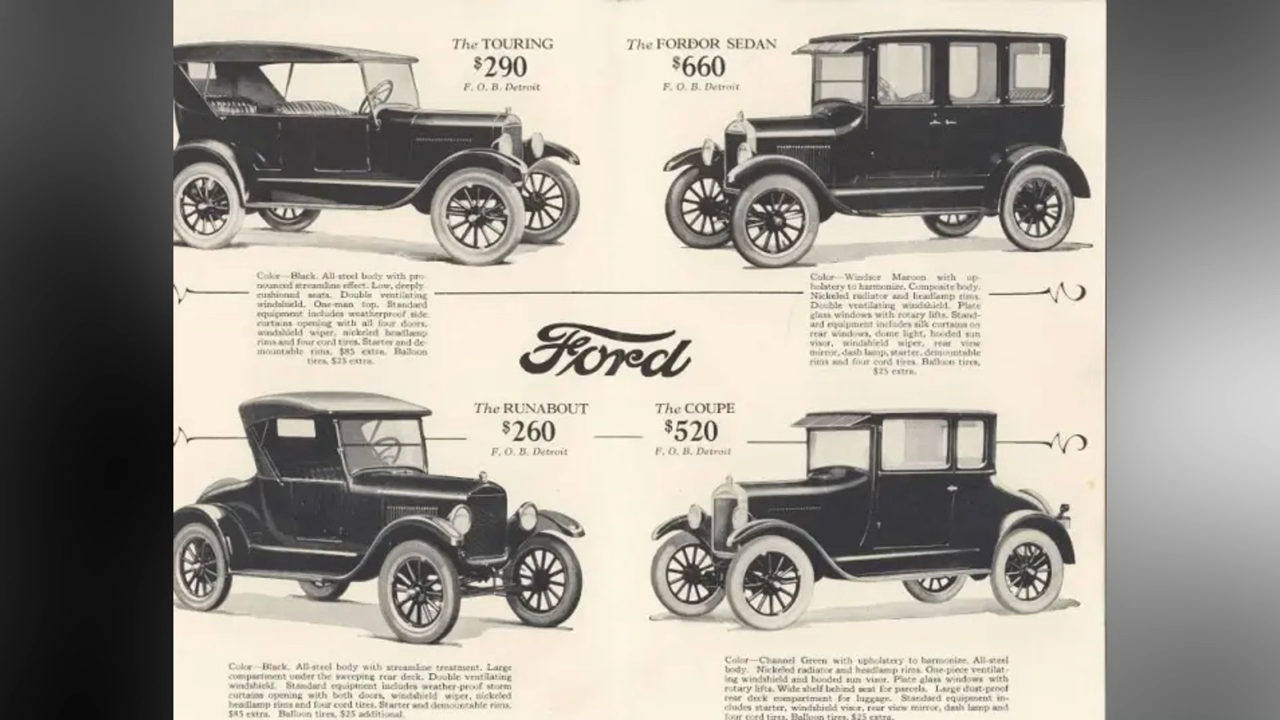 The TOURING
$290
F. O. B. Detroit
The FORDOR SEDAN
$660
F. O. B. Detroit
Color—Black. All-steel body with pro-
nounced streamline effect. Low, deeply
cushioned seats. Double ventilating
windshield. One-man top. Standard
equipment includes weatherproof side
curtains opening with all four doors,
windshield wiper, nickeled headlamp
rims and four cord tires. Starter and de-
mountable rims, $85 extra. Balloon
tires, $25 extra.
Color—Windsor Maroon with up-
holstery to harmonize. Composite body.
Nickeled radiator and headlamp rims.
Double ventilating windshield. Plate
glass windows with rotary lifts. Stand-
ard equipment includes silk curtains on
rear windows, dome light, hooded sun
visor, windshield wiper, rear view
mirror, dash lamp, starter, demountable
rims and four cord tires. Balloon tires,
$25 extra.
Ford
The RUNABOUT
$260
F. O. B. Detroit
The COUPE
$520
F. O. B. Detroit
Color—Black. All-steel body with streamline treatment. Large
compartment under the sweeping rear deck. Double ventilating
windshield. Standard equipment includes weather-proof storm
curtains opening with both doors, windshield wiper, nickeled
headlamp rims and four cord tires. Starter and demountable rims,
$85 extra. Balloon tires, $25 additional.
Color—Channel Green with upholstery to harmonize. All-steel
body. Nickeled radiator and headlamp rims. One-piece ventilat-
ing windshield and hooded sun visor. Plate glass windows with
rotary lifts. Wide shelf behind seat for parcels. Large dust-proof
rear deck compartment for luggage. Standard equipment in-
cludes starter, windshield visor, rear view mirror, dash lamp and
four cord tires. Balloon tires, $25 extra.